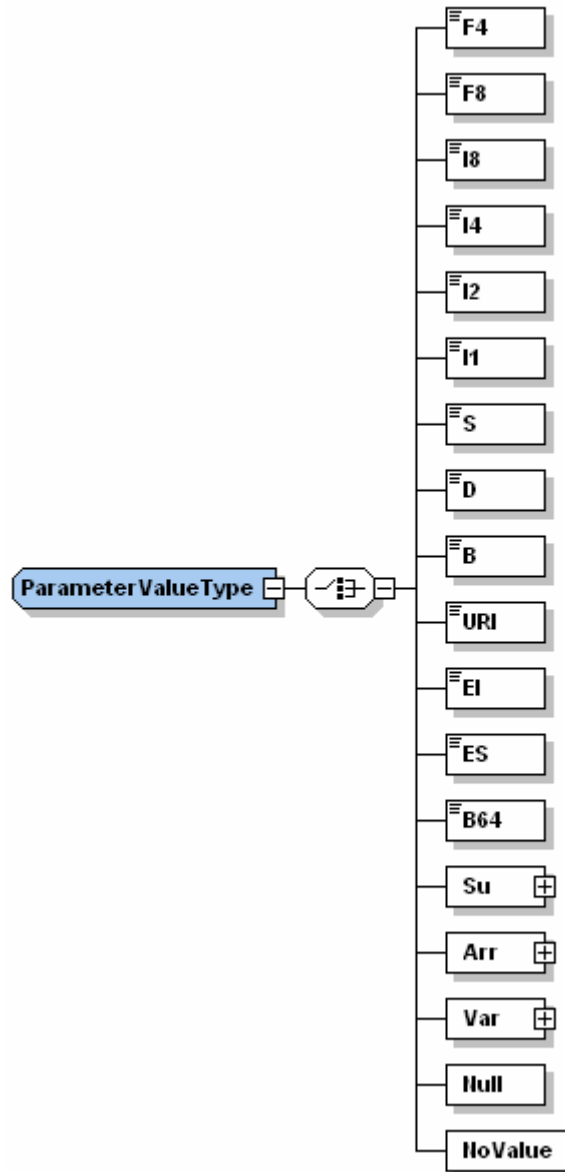 F4
F8
I8
I4
I2
I1
S
D
B
ParameterValueType
URI
EI
ES
B64
Su
Arr
Var
Null
NoValue